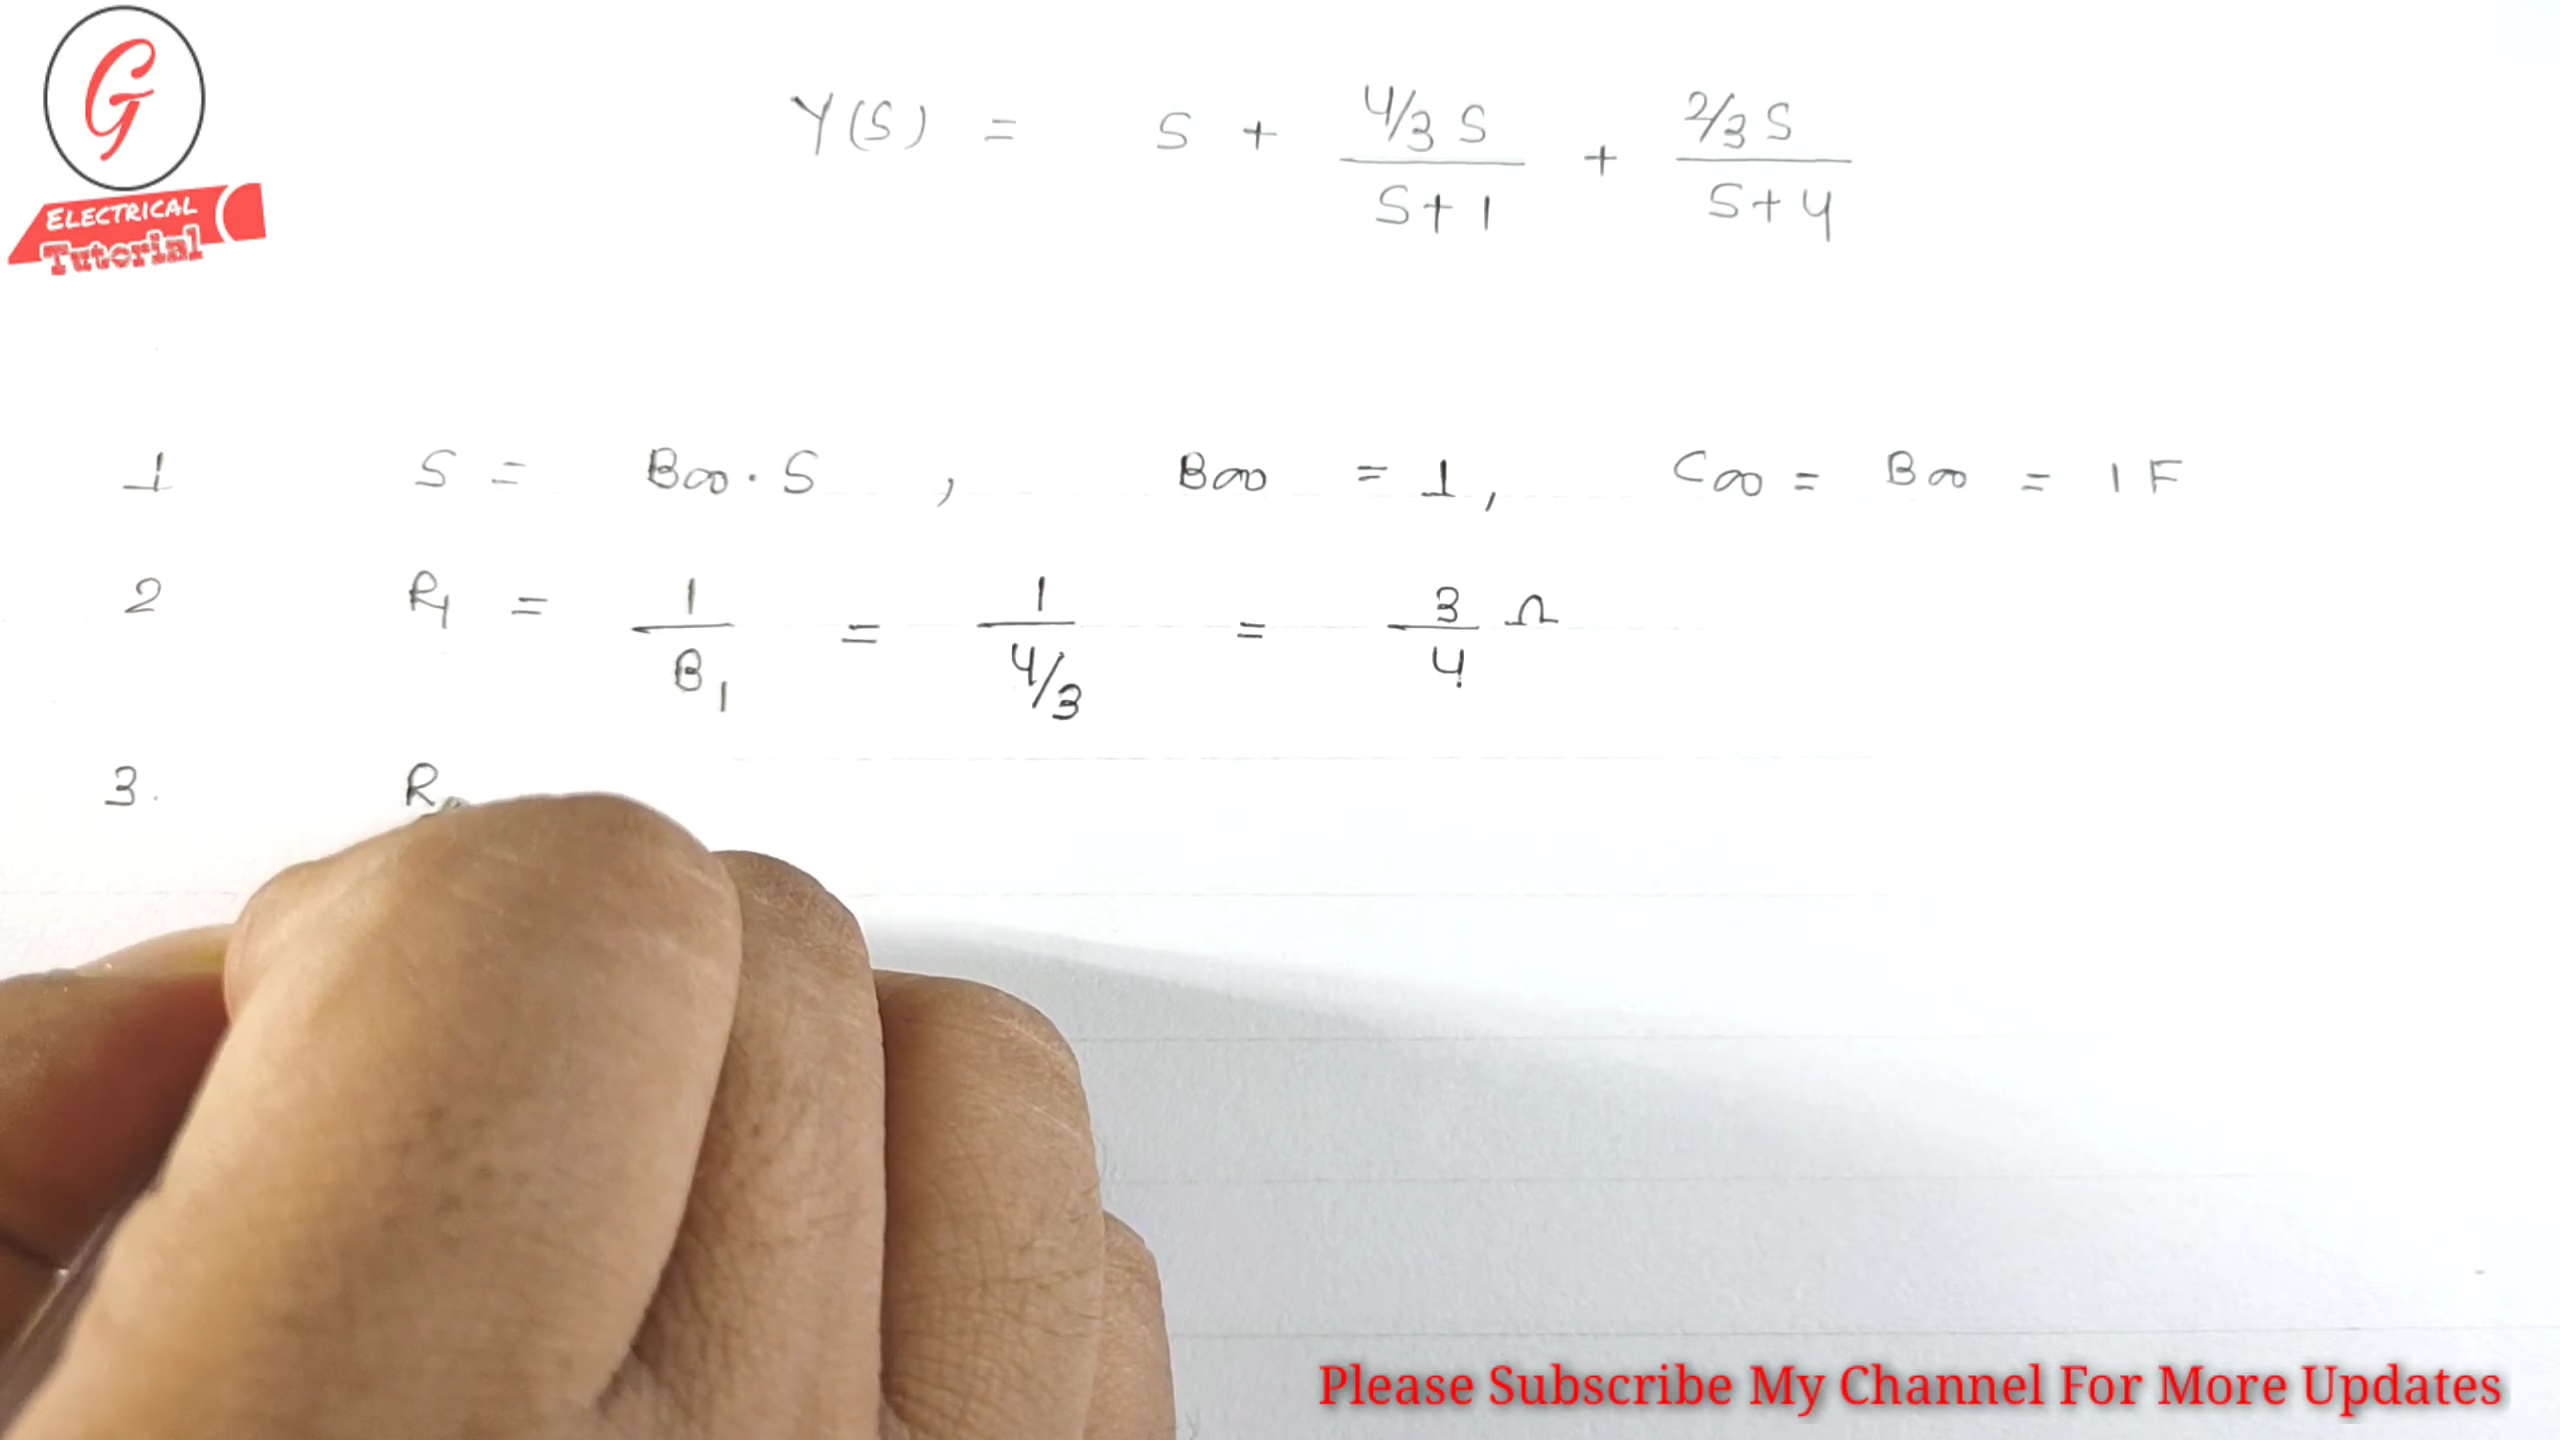 G
ELECTRICAL
Tutorial
Y(S) = S + 4/3 S / S+1 + 2/3 S / S+4
1 S = B∞ . S , B∞ = 1, C∞ = B∞ = 1 F
2 R1 = 1 / B1 = 1 / 4/3 = 3/4 Ω
3. R
Please Subscribe My Channel For More Updates